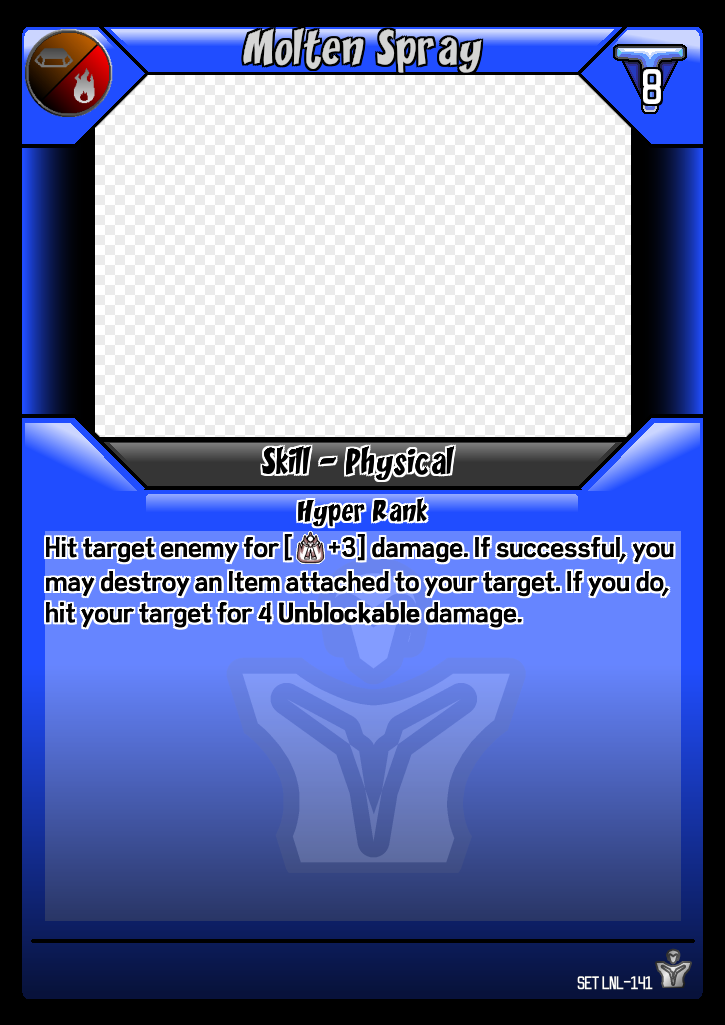 Molten Spray
8
Skill - Physical
Hyper Rank
Hit target enemy for [ +3] damage. If successful, you
may destroy an Item attached to your target. If you do,
hit your target for 4 Unblockable damage.
SET LNL-141